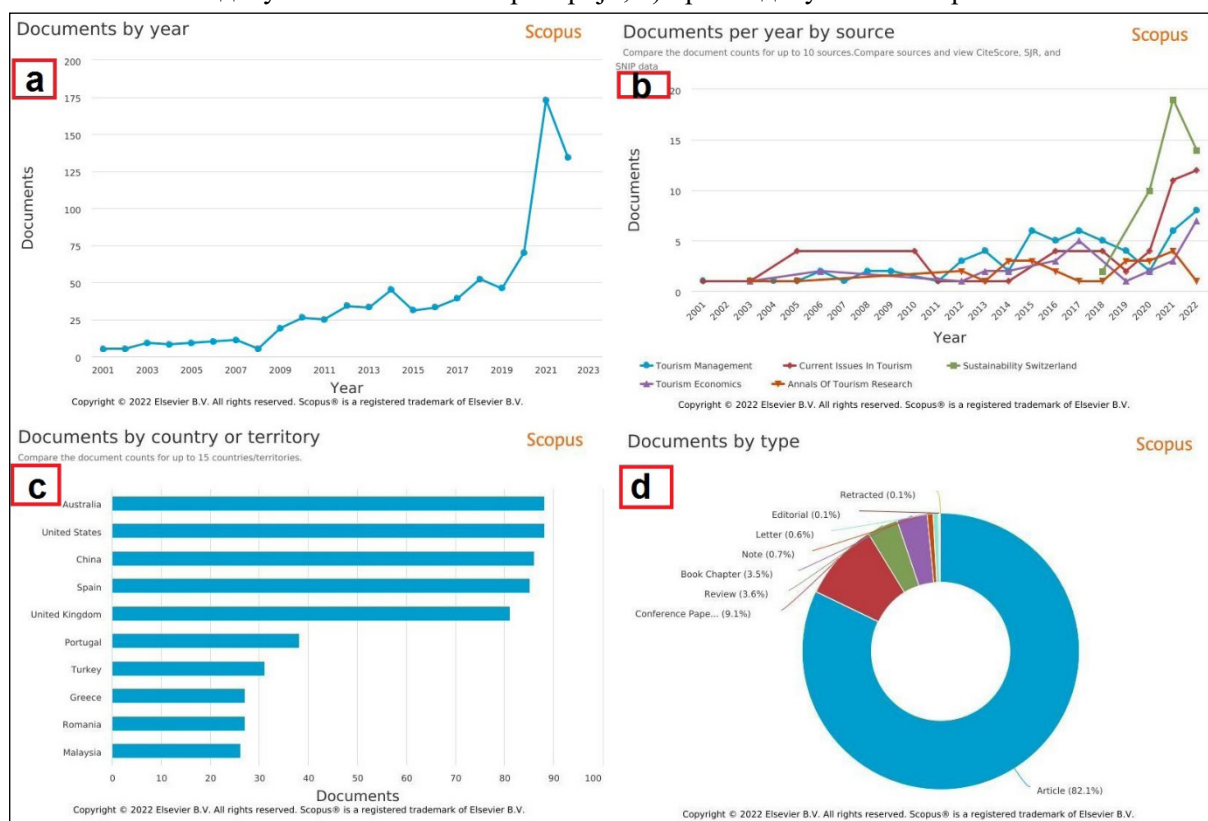 Documents by year
Scopus
a
200
175
150
125
100
75
50
25
0
Documents
2001 2003 2005 2007 2009 2011 2013 2015 2017 2019 2021 2023
Year
Copyright © 2022 Elsevier B.V. All rights reserved. Scopus® is a registered trademark of Elsevier B.V.
Documents per year by source
Scopus
Compare the document counts for up to 10 sources.Compare sources and view CiteScore, SJR, and
SNIP data
b
20
15
10
5
0
Documents
2001 2002 2003 2004 2005 2006 2007 2008 2009 2010 2011 2012 2013 2014 2015 2016 2017 2018 2019 2020 2021 2022
Year
Tourism Management Current Issues In Tourism Sustainability Switzerland
Tourism Economics Annals Of Tourism Research
Copyright © 2022 Elsevier B.V. All rights reserved. Scopus® is a registered trademark of Elsevier B.V.
Documents by country or territory
Scopus
Compare the document counts for up to 15 countries/territories.
c
Australia
United States
China
Spain
United Kingdom
Portugal
Turkey
Greece
Romania
Malaysia
0 10 20 30 40 50 60 70 80 90 100
Documents
Copyright © 2022 Elsevier B.V. All rights reserved. Scopus® is a registered trademark of Elsevier B.V.
Documents by type
Scopus
d
Retracted (0.1%)
Editorial (0.1%)
Letter (0.6%)
Note (0.7%)
Book Chapter (3.5%)
Review (3.6%)
Conference Pape... (9.1%)
Article (82.1%)
Copyright © 2022 Elsevier B.V. All rights reserved. Scopus® is a registered trademark of Elsevier B.V.